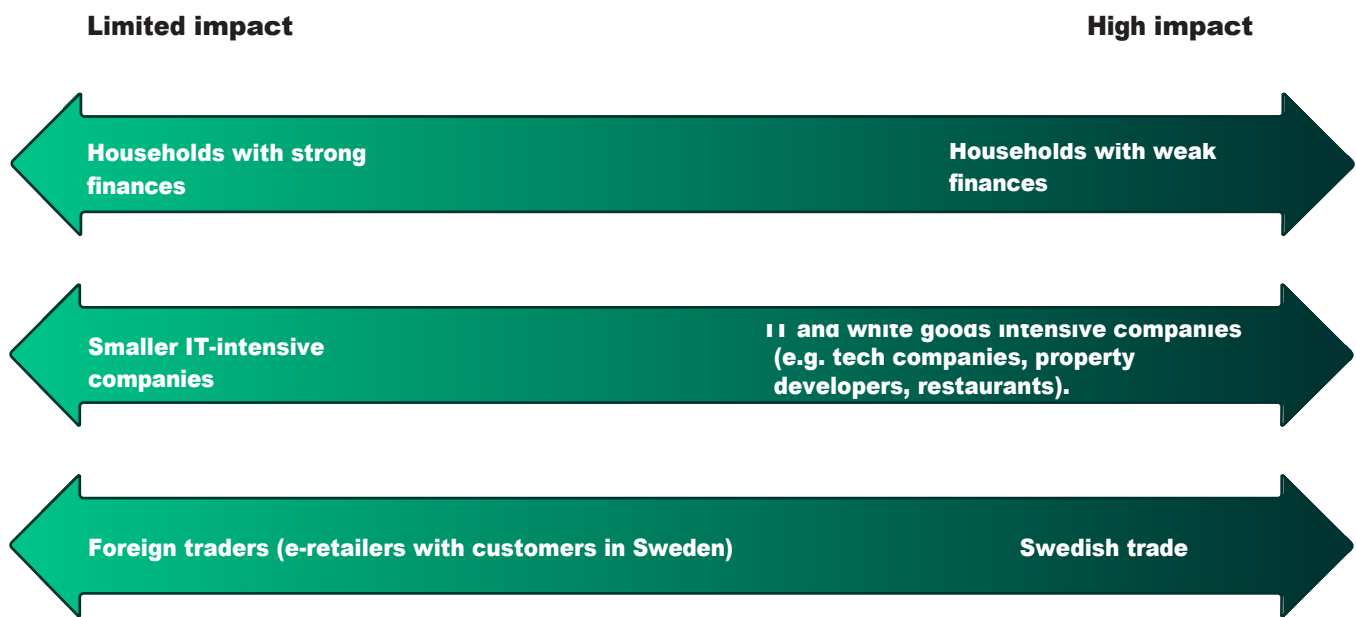 Limited impact
High impact
Households with strong
finances
Households with weak
finances
Smaller IT-intensive
companies
IT and white goods intensive companies
(e.g. tech companies, property
developers, restaurants).
Foreign traders (e-retailers with customers in Sweden)
Swedish trade